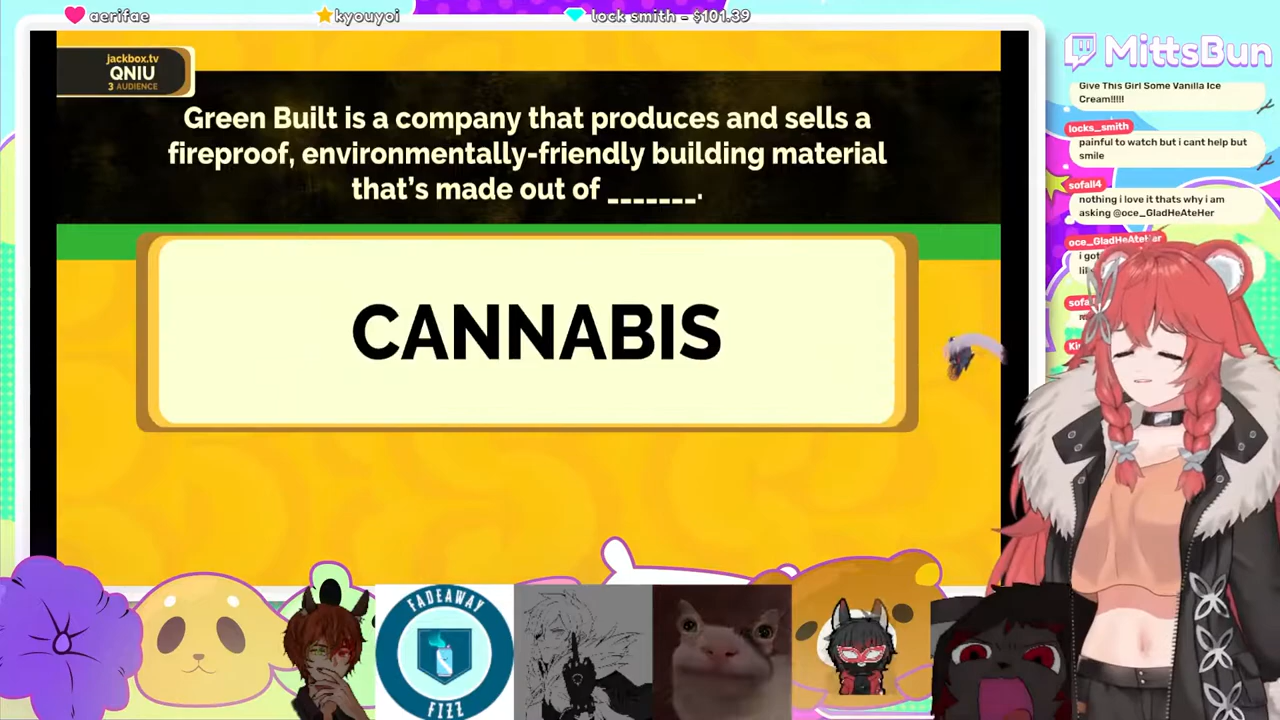 aerifae
kyouyoi
lock smith - $101.39
jackbox.tv
QNIU
3 AUDIENCE
Green Built is a company that produces and sells a
fireproof, environmentally-friendly building material
that's made out of _______.
CANNABIS
MittsBun
Give This Girl Some Vanilla Ice
Cream!!!!!
locks_smith
painful to watch but i cant help but
smile
sofall4
nothing i love it thats why i am
asking @oce_GladHeAteHer
oce_GladHeAteHer
i got
FADEAWAY
FIZZ